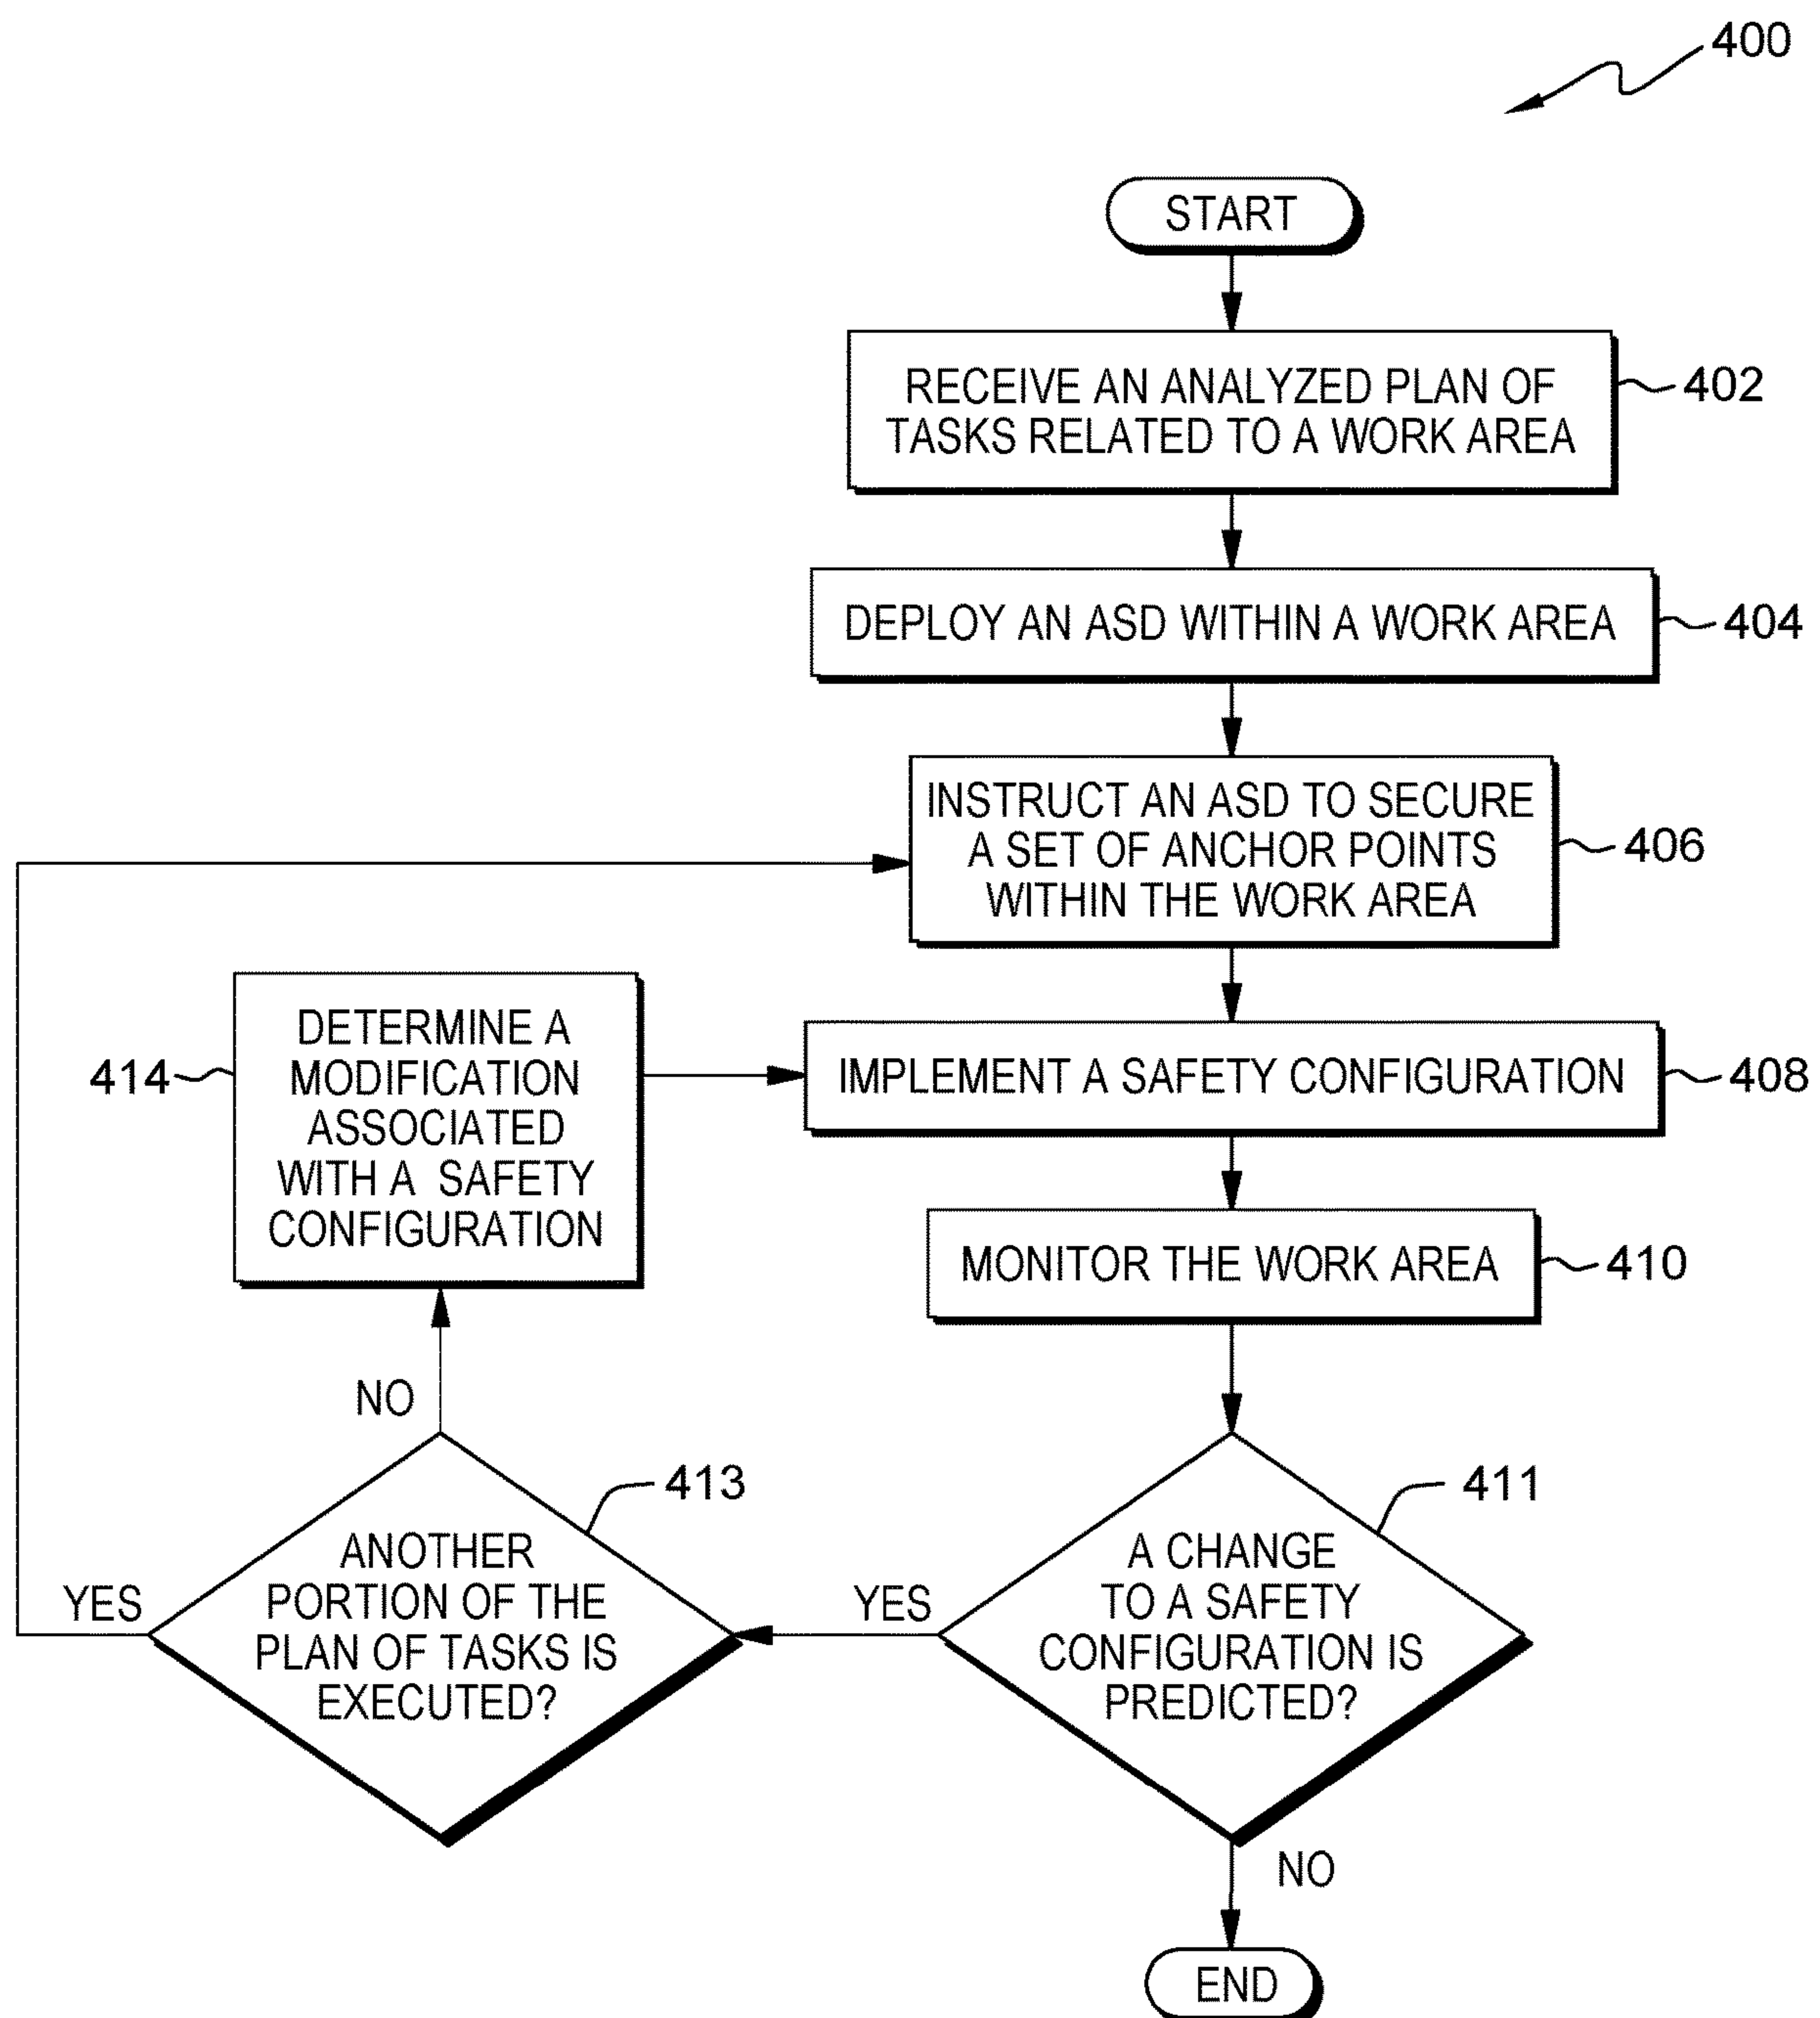 400
START
RECEIVE AN ANALYZED PLAN OF
TASKS RELATED TO A WORK AREA
402
DEPLOY AN ASD WITHIN A WORK AREA
404
INSTRUCT AN ASD TO SECURE
A SET OF ANCHOR POINTS
WITHIN THE WORK AREA
406
DETERMINE A
MODIFICATION
ASSOCIATED
WITH A SAFETY
CONFIGURATION
414
IMPLEMENT A SAFETY CONFIGURATION
408
MONITOR THE WORK AREA
410
NO
413
ANOTHER
PORTION OF THE
PLAN OF TASKS IS
EXECUTED?
YES
411
A CHANGE
TO A SAFETY
CONFIGURATION IS
PREDICTED?
YES
NO
END